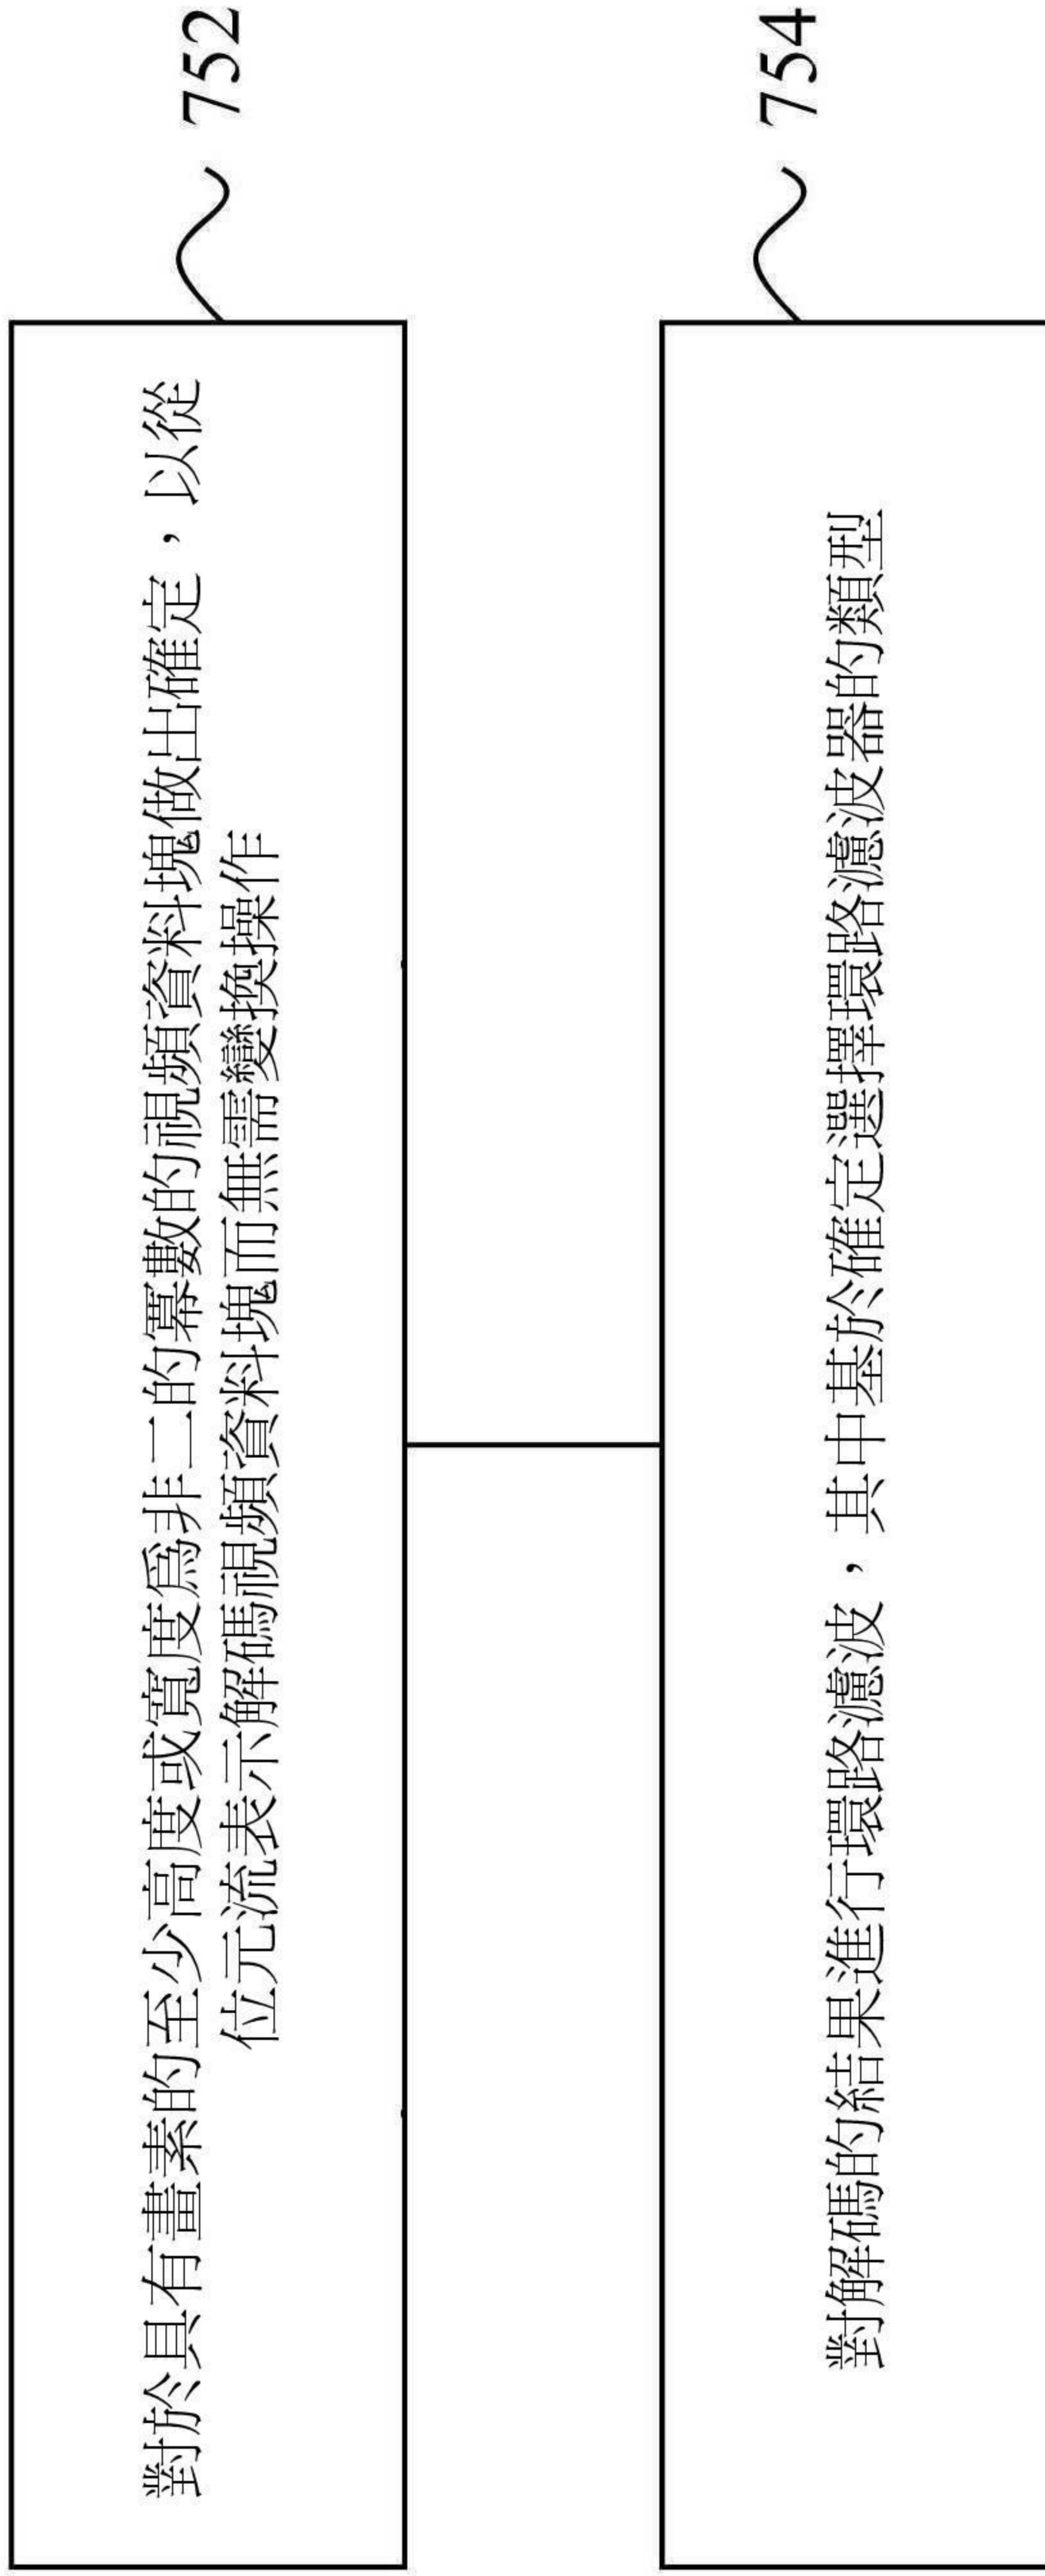 對於具有畫素的至少高度或寬度爲非二的冪數的視頻資料塊做出確定，以從
位元流表示解碼視頻資料塊而無需變換操作
752
對解碼的結果進行環路濾波，其中基於確定選擇環路濾波器的類型
754